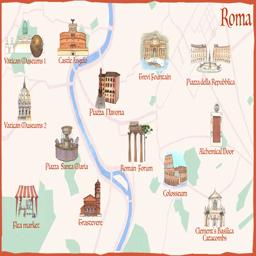 Roma
Vatican Museums 1
Castle Angelo
Trevi Fountain
Piazza della Repubblica
Piazza Navona
Vatican Museums 2
Piazza Santa Maria
Roman Forum
Alchemical Door
Colosseum
Flea market
Trastevere
Clement's Basilica
Catacombs